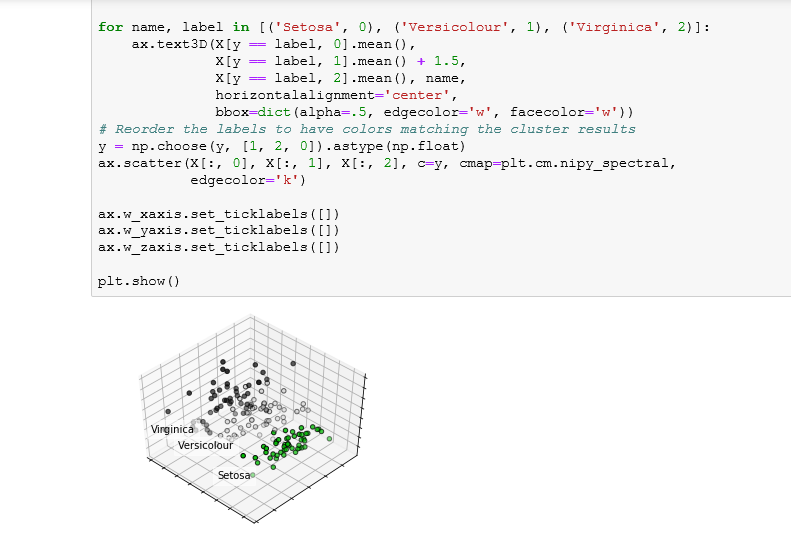 for name, label in [('Setosa', 0), ('Versicolour', 1), ('Virginica', 2)]:
    ax.text3D(X[y == label, 0].mean(),
              X[y == label, 1].mean() + 1.5,
              X[y == label, 2].mean(), name,
              horizontalalignment='center',
              bbox=dict(alpha=.5, edgecolor='w', facecolor='w'))
# Reorder the labels to have colors matching the cluster results
y = np.choose(y, [1, 2, 0]).astype(np.float)
ax.scatter(X[:, 0], X[:, 1], X[:, 2], c=y, cmap=plt.cm.nipy_spectral,
           edgecolor='k')

ax.w_xaxis.set_ticklabels([])
ax.w_yaxis.set_ticklabels([])
ax.w_zaxis.set_ticklabels([])

plt.show()
Virginica
Versicolour
Setosa